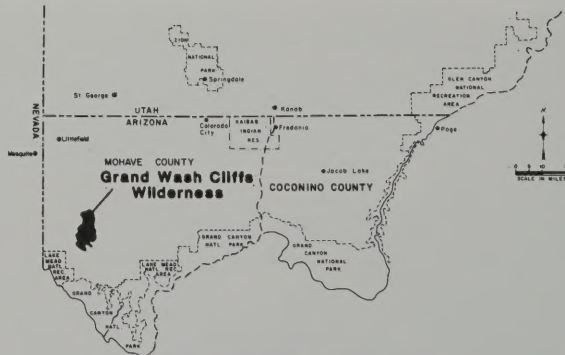 ZION
NATIONAL
PARK
Springdale
St. George
Kanab
GLEN CANYON
NATIONAL
RECREATION
AREA
NEVADA
UTAH
ARIZONA
Colorado
City
KAIBAB
INDIAN
RES.
Fredonia
Page
Littlefield
Mesquite
N
0 5 10
SCALE IN MILES
MOHAVE COUNTY
Grand Wash Cliffs
Wilderness
Jacob Lake
COCONINO COUNTY
GRAND CANYON
NATL PARK
GRAND
CANYON
NATIONAL
PARK
LAKE
MEAD
NATL
REC.
AREA
LAKE MEAD
NATL REC.
AREA
GRAND
CANYON
NATL
PARK